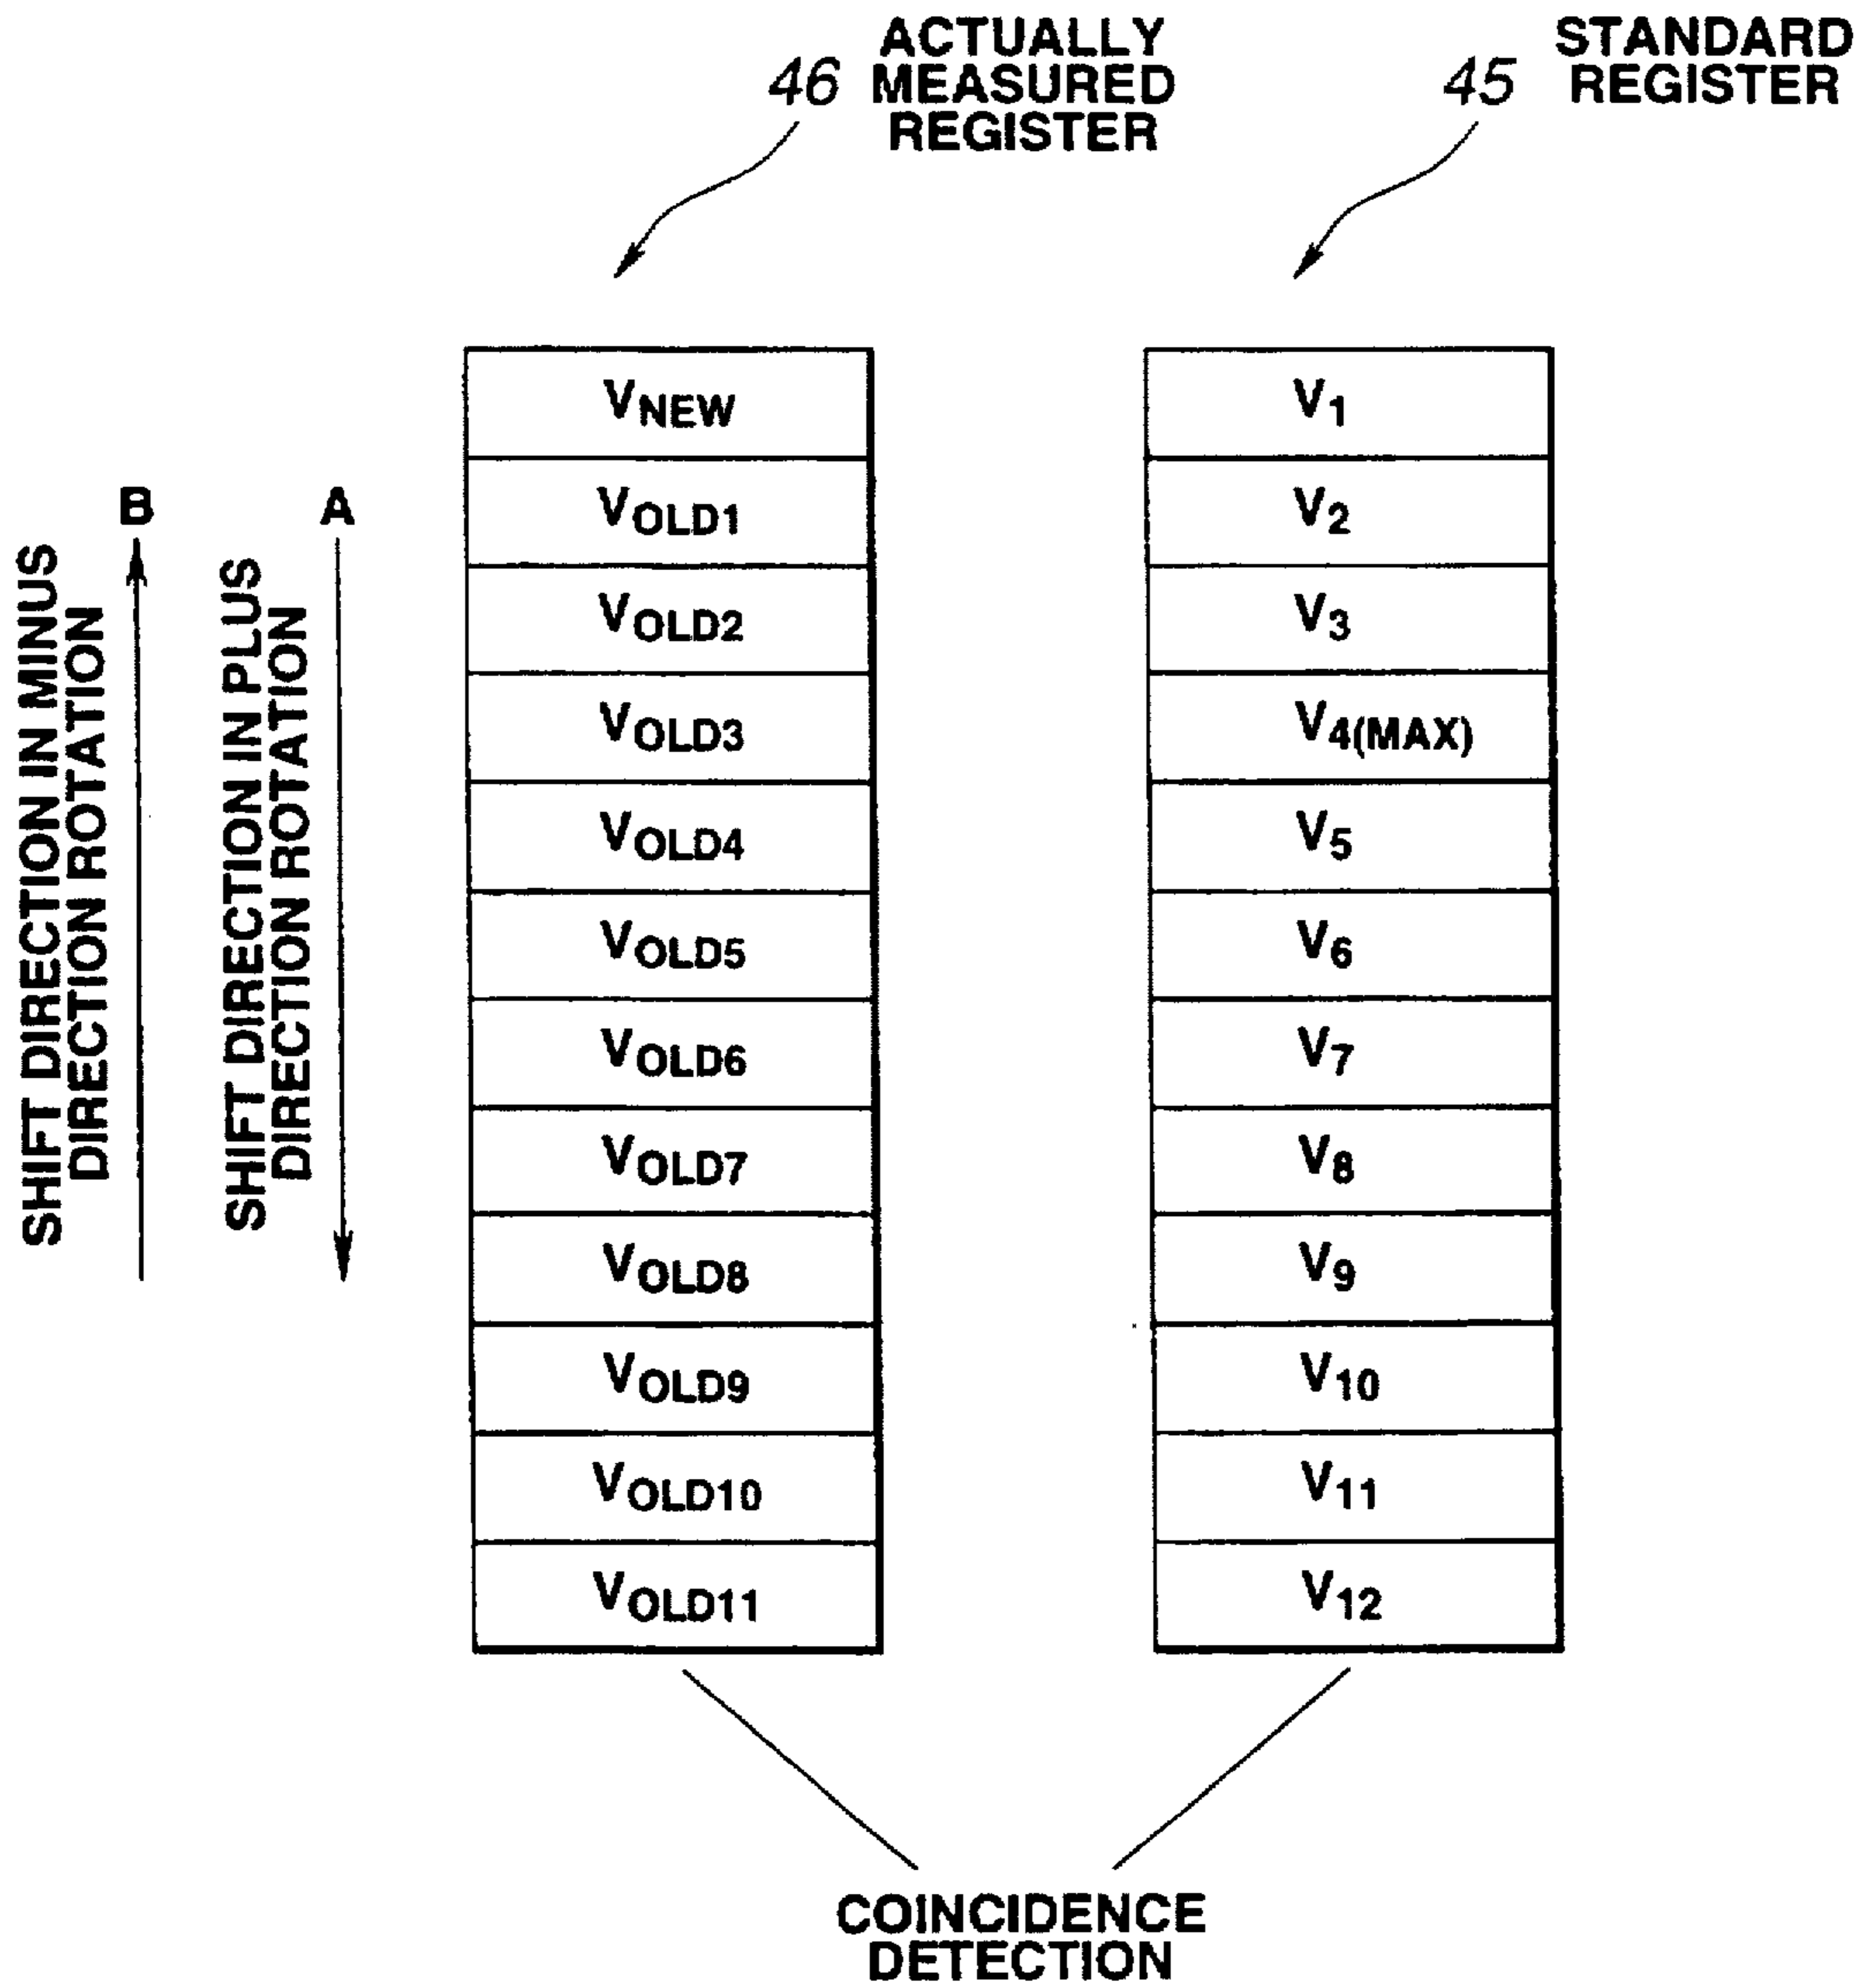 46 ACTUALLY
MEASURED
REGISTER
45 STANDARD
REGISTER
B
SHIFT DIRECTION IN MINUS
DIRECTION ROTATION
A
SHIFT DIRECTION IN PLUS
DIRECTION ROTATION
VNEW
VOLD1
VOLD2
VOLD3
VOLD4
VOLD5
VOLD6
VOLD7
VOLD8
VOLD9
VOLD10
VOLD11
V1
V2
V3
V4(MAX)
V5
V6
V7
V8
V9
V10
V11
V12
COINCIDENCE
DETECTION